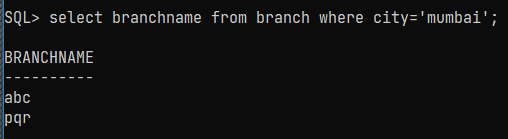 SQL> select branchname from branch where city='mumbai';
BRANCHNAME
----------
abc
pqr